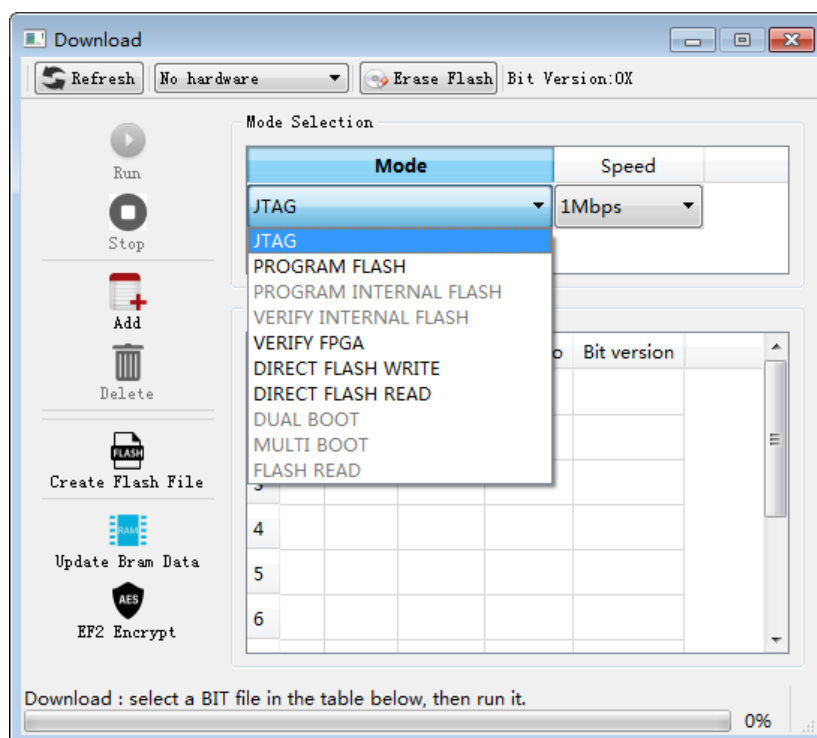 Download
Refresh No hardware Erase Flash Bit Version:0X
Mode Selection
Run
Mode Speed
JTAG 1Mbps
Stop
JTAG
PROGRAM FLASH
PROGRAM INTERNAL FLASH
VERIFY INTERNAL FLASH
VERIFY FPGA
DIRECT FLASH WRITE
DIRECT FLASH READ
DUAL BOOT
MULTI BOOT
FLASH READ
Add
Delete
o Bit version
FLASH
Create Flash File
4
RAM
Update Bram Data
5
AES
EF2 Encrypt
6
Download : select a BIT file in the table below, then run it.
0%